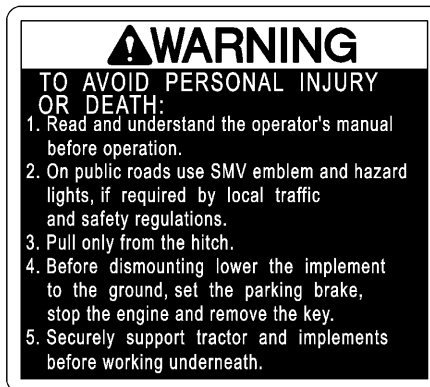 WARNING
TO AVOID PERSONAL INJURY
OR DEATH:
1. Read and understand the operator's manual
before operation.
2. On public roads use SMV emblem and hazard
lights, if required by local traffic
and safety regulations.
3. Pull only from the hitch.
4. Before dismounting lower the implement
to the ground, set the parking brake,
stop the engine and remove the key.
5. Securely support tractor and implements
before working underneath.